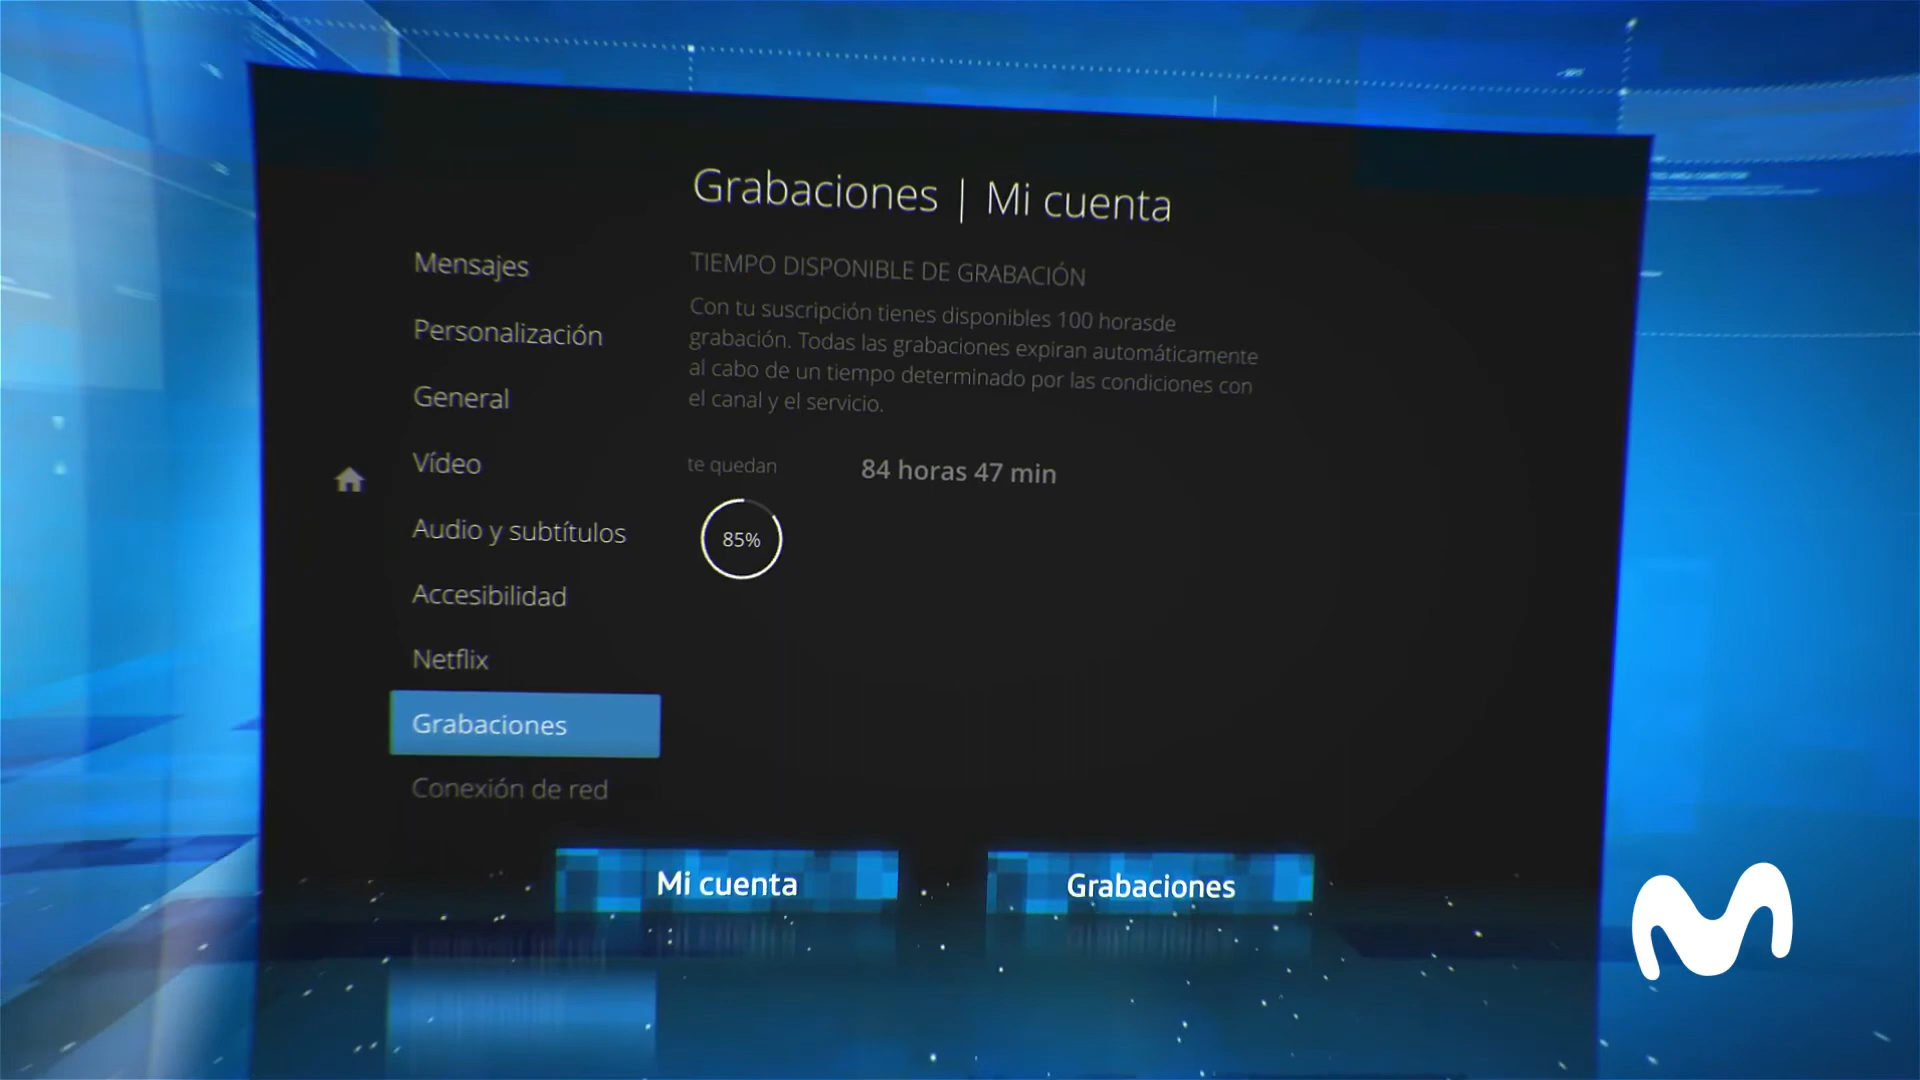 Grabaciones | Mi cuenta
Mensajes
Personalización
General
Vídeo
Audio y subtítulos
Accesibilidad
Netflix
Grabaciones
Conexión de red
TIEMPO DISPONIBLE DE GRABACIÓN
Con tu suscripción tienes disponibles 100 horasde
grabación. Todas las grabaciones expiran automáticamente
al cabo de un tiempo determinado por las condiciones con
el canal y el servicio.
te quedan
84 horas 47 min
85%
Mi cuenta
Grabaciones